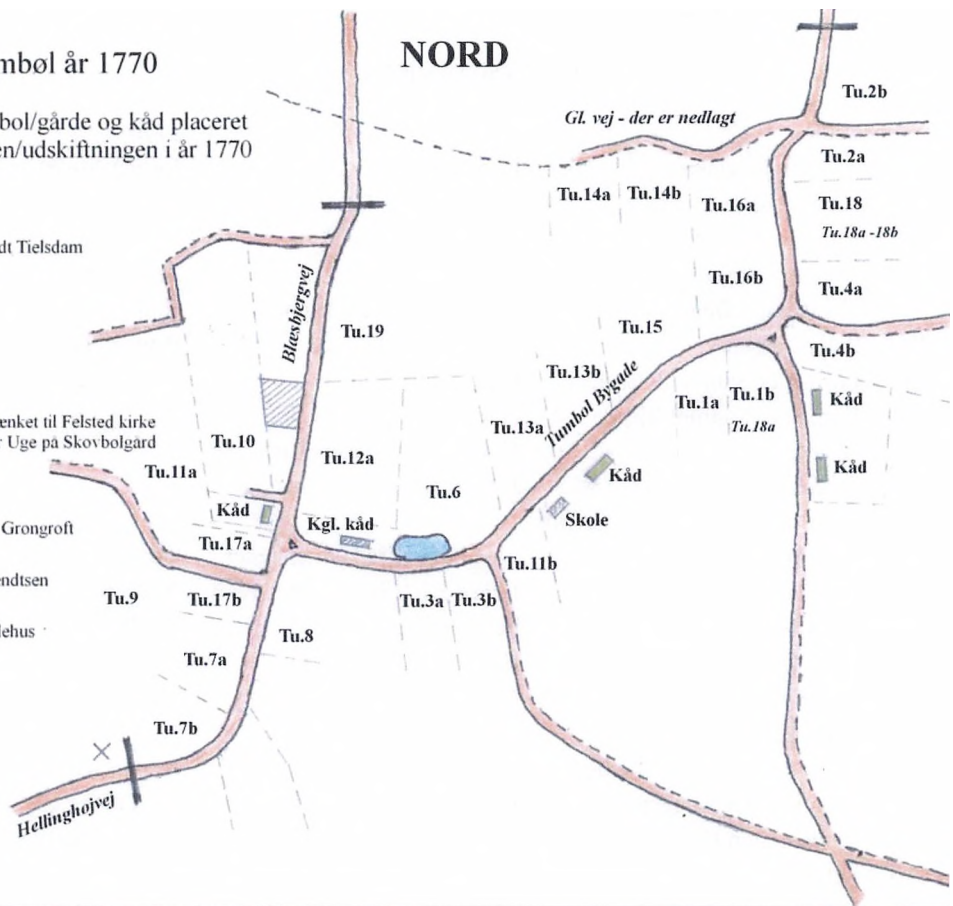 NORD
mbøl år 1770
bol/gårde og kåd placeret
en/udskiftningen i år 1770
Gl. vej - der er nedlagt
Tu.2b
Tu.2a
Tu.14a
Tu.14b
Tu.16a
Tu.18
Tu.18a -18b
dt Tielsdam
Tu.16b
Tu.4a
Blæsbjergvej
Tu.19
Tu.15
Tu.4b
Tu.13b
Tumbøl Bygade
Tu.1a
Tu.1b
Kåd
Tu.18a
ænket til Felsted kirke
r Uge på Skovbolgård
Tu.10
Tu.13a
Tu.11a
Tu.12a
Kåd
Kåd
Tu.6
Kåd
Kgl. kåd
Skole
Grongroft
Tu.17a
Tu.11b
ndtsen
Tu.9
Tu.17b
Tu.3a
Tu.3b
lehus
Tu.8
Tu.7a
Tu.7b
Hellinghojvej